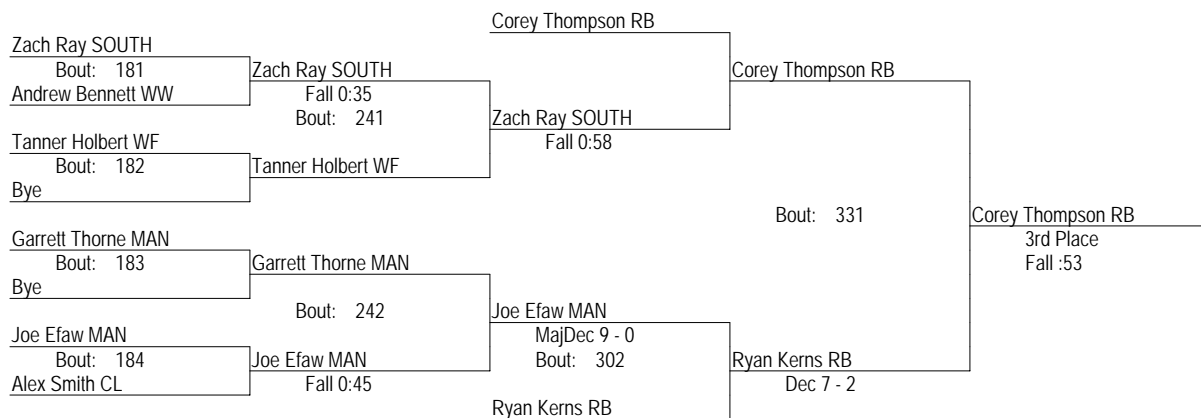 Corey Thompson RB
Zach Ray SOUTH
Bout: 181
Zach Ray SOUTH
Corey Thompson RB
Andrew Bennett WW
Fall 0:35
Bout: 241
Zach Ray SOUTH
Fall 0:58
Tanner Holbert WF
Bout: 182
Tanner Holbert WF
Bye
Bout: 331
Corey Thompson RB
3rd Place
Fall :53
Garrett Thorne MAN
Bout: 183
Garrett Thorne MAN
Bye
Bout: 242
Joe Efaw MAN
MajDec 9 - 0
Bout: 302
Joe Efaw MAN
Bout: 184
Joe Efaw MAN
Ryan Kerns RB
Alex Smith CL
Fall 0:45
Dec 7 - 2
Ryan Kerns RB